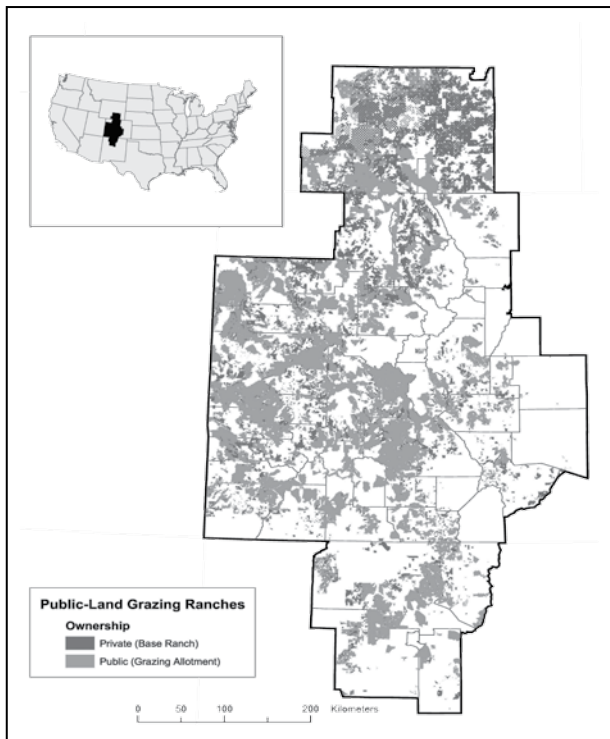 Public-Land Grazing Ranches
Ownership
Private (Base Ranch)
Public (Grazing Allotment)
0 50 100 200 Kilometers